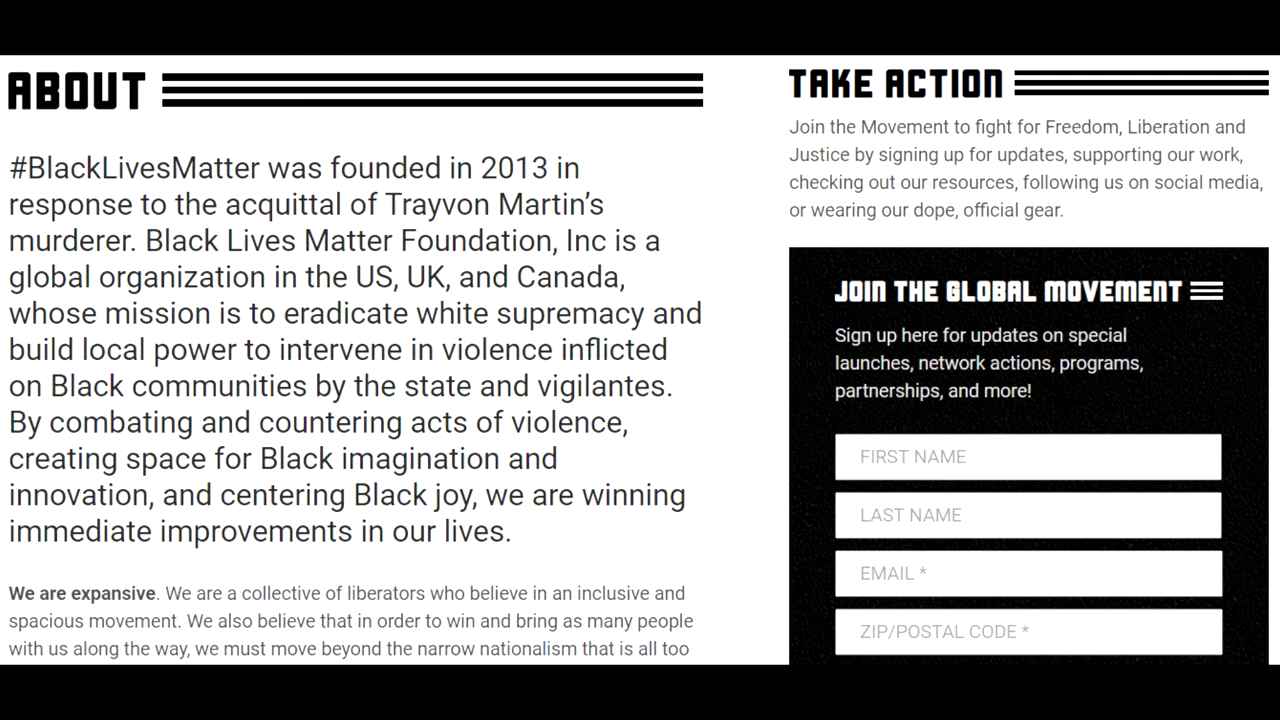 ABOUT
#BlackLivesMatter was founded in 2013 in
response to the acquittal of Trayvon Martin’s
murderer. Black Lives Matter Foundation, Inc is a
global organization in the US, UK, and Canada,
whose mission is to eradicate white supremacy and
build local power to intervene in violence inflicted
on Black communities by the state and vigilantes.
By combating and countering acts of violence,
creating space for Black imagination and
innovation, and centering Black joy, we are winning
immediate improvements in our lives.
We are expansive. We are a collective of liberators who believe in an inclusive and
spacious movement. We also believe that in order to win and bring as many people
with us along the way, we must move beyond the narrow nationalism that is all too
TAKE ACTION
Join the Movement to fight for Freedom, Liberation and
Justice by signing up for updates, supporting our work,
checking out our resources, following us on social media,
or wearing our dope, official gear.
JOIN THE GLOBAL MOVEMENT
Sign up here for updates on special
launches, network actions, programs,
partnerships, and more!
FIRST NAME
LAST NAME
EMAIL *
ZIP/POSTAL CODE *